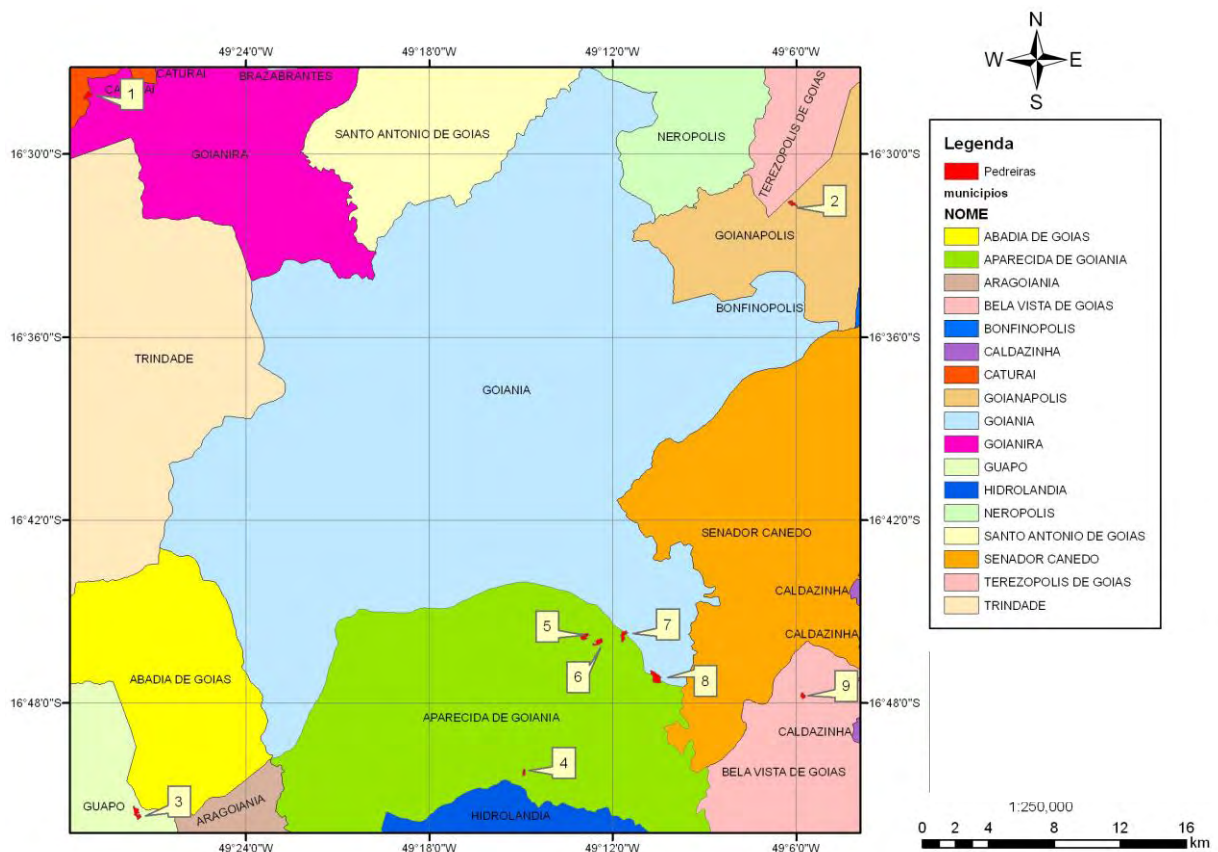 49°24'0"W 49°18'0"W 49°12'0"W 49°6'0"W
N
W E
S
CATURAI
BRAZABRANTES
1
SANTO ANTONIO DE GOIAS
NEROPOLIS
TEREZOPOLIS DE GOIAS
16°30'0"S 16°30'0"S
GOIANIRA
2
GOIANAPOLIS
BONFINOPOLIS
16°36'0"S 16°36'0"S
TRINDADE
GOIANIA
16°42'0"S 16°42'0"S
SENADOR CANEDO
CALDAZINHA
5
7
CALDAZINHA
6
8
9
ABADIA DE GOIAS
16°48'0"S 16°48'0"S
APARECIDA DE GOIANIA
CALDAZINHA
4
BELA VISTA DE GOIAS
GUAPO
3
ARAGOIANIA
HIDROLANDIA
49°24'0"W 49°18'0"W 49°12'0"W 49°6'0"W
Legenda
Pedreiras
municipios
NOME
ABADIA DE GOIAS
APARECIDA DE GOIANIA
ARAGOIANIA
BELA VISTA DE GOIAS
BONFINOPOLIS
CALDAZINHA
CATURAI
GOIANAPOLIS
GOIANIA
GOIANIRA
GUAPO
HIDROLANDIA
NEROPOLIS
SANTO ANTONIO DE GOIAS
SENADOR CANEDO
TEREZOPOLIS DE GOIAS
TRINDADE
1:250,000
0 2 4 8 12 16
km